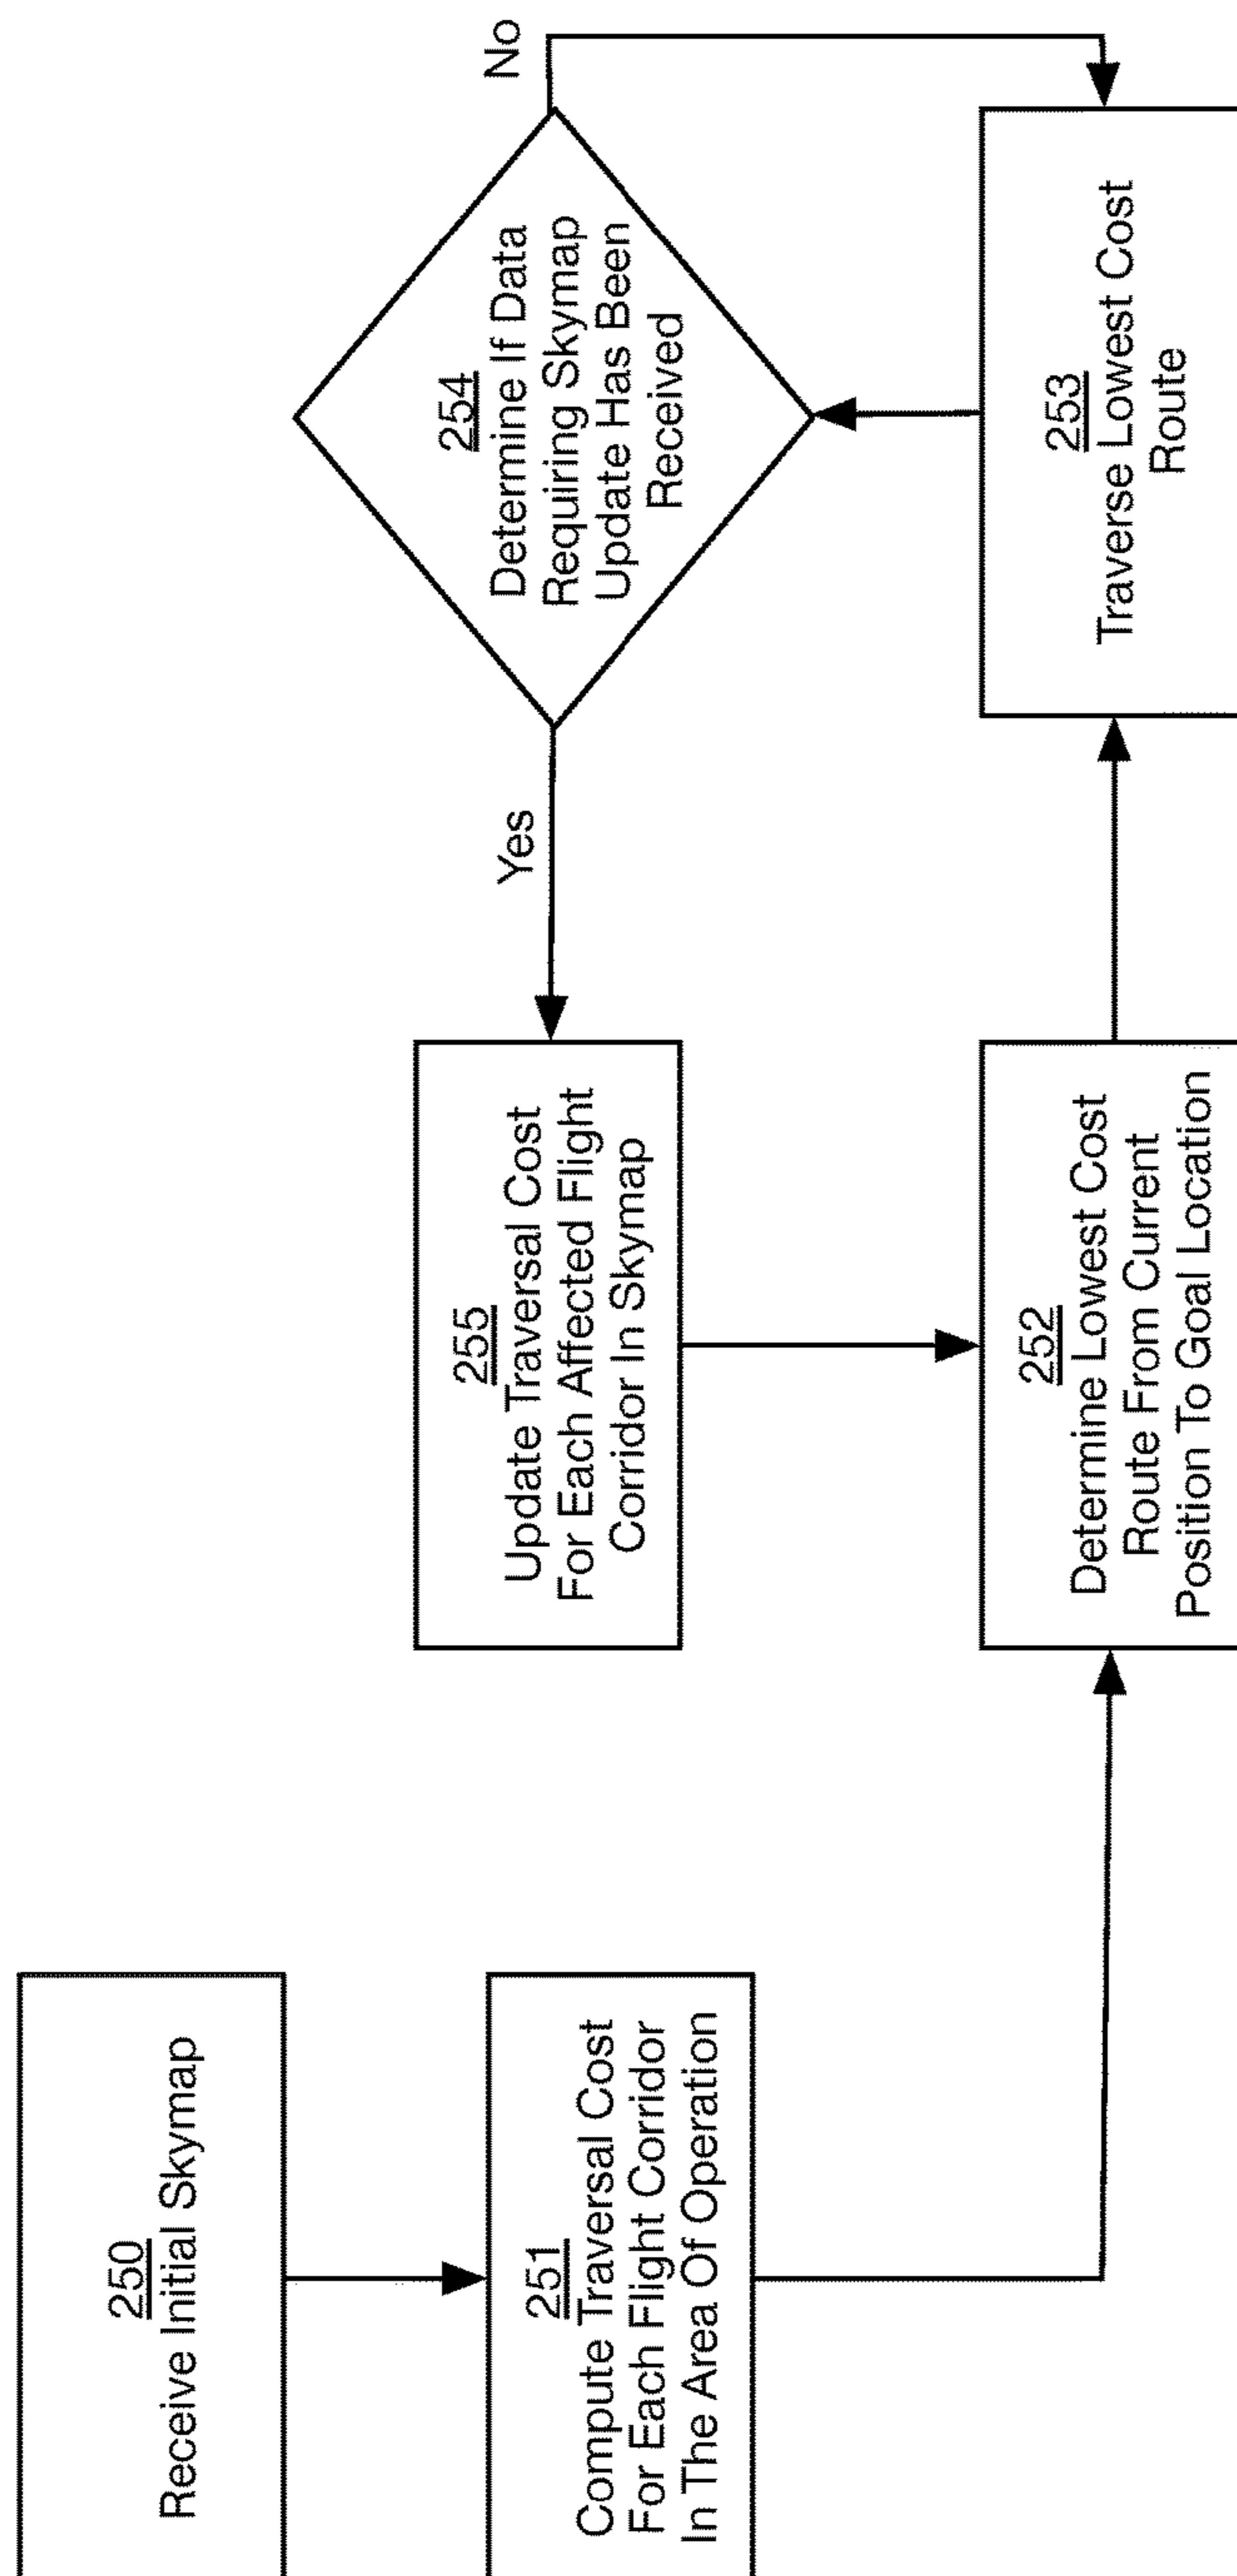 250
Receive Initial Skymap
251
Compute Traversal Cost
For Each Flight Corridor
In The Area Of Operation
252
Determine Lowest Cost
Route From Current
Position To Goal Location
253
Traverse Lowest Cost
Route
254
Determine If Data
Requiring Skymap
Update Has Been
Received
No
Yes
255
Update Traversal Cost
For Each Affected Flight
Corridor In Skymap